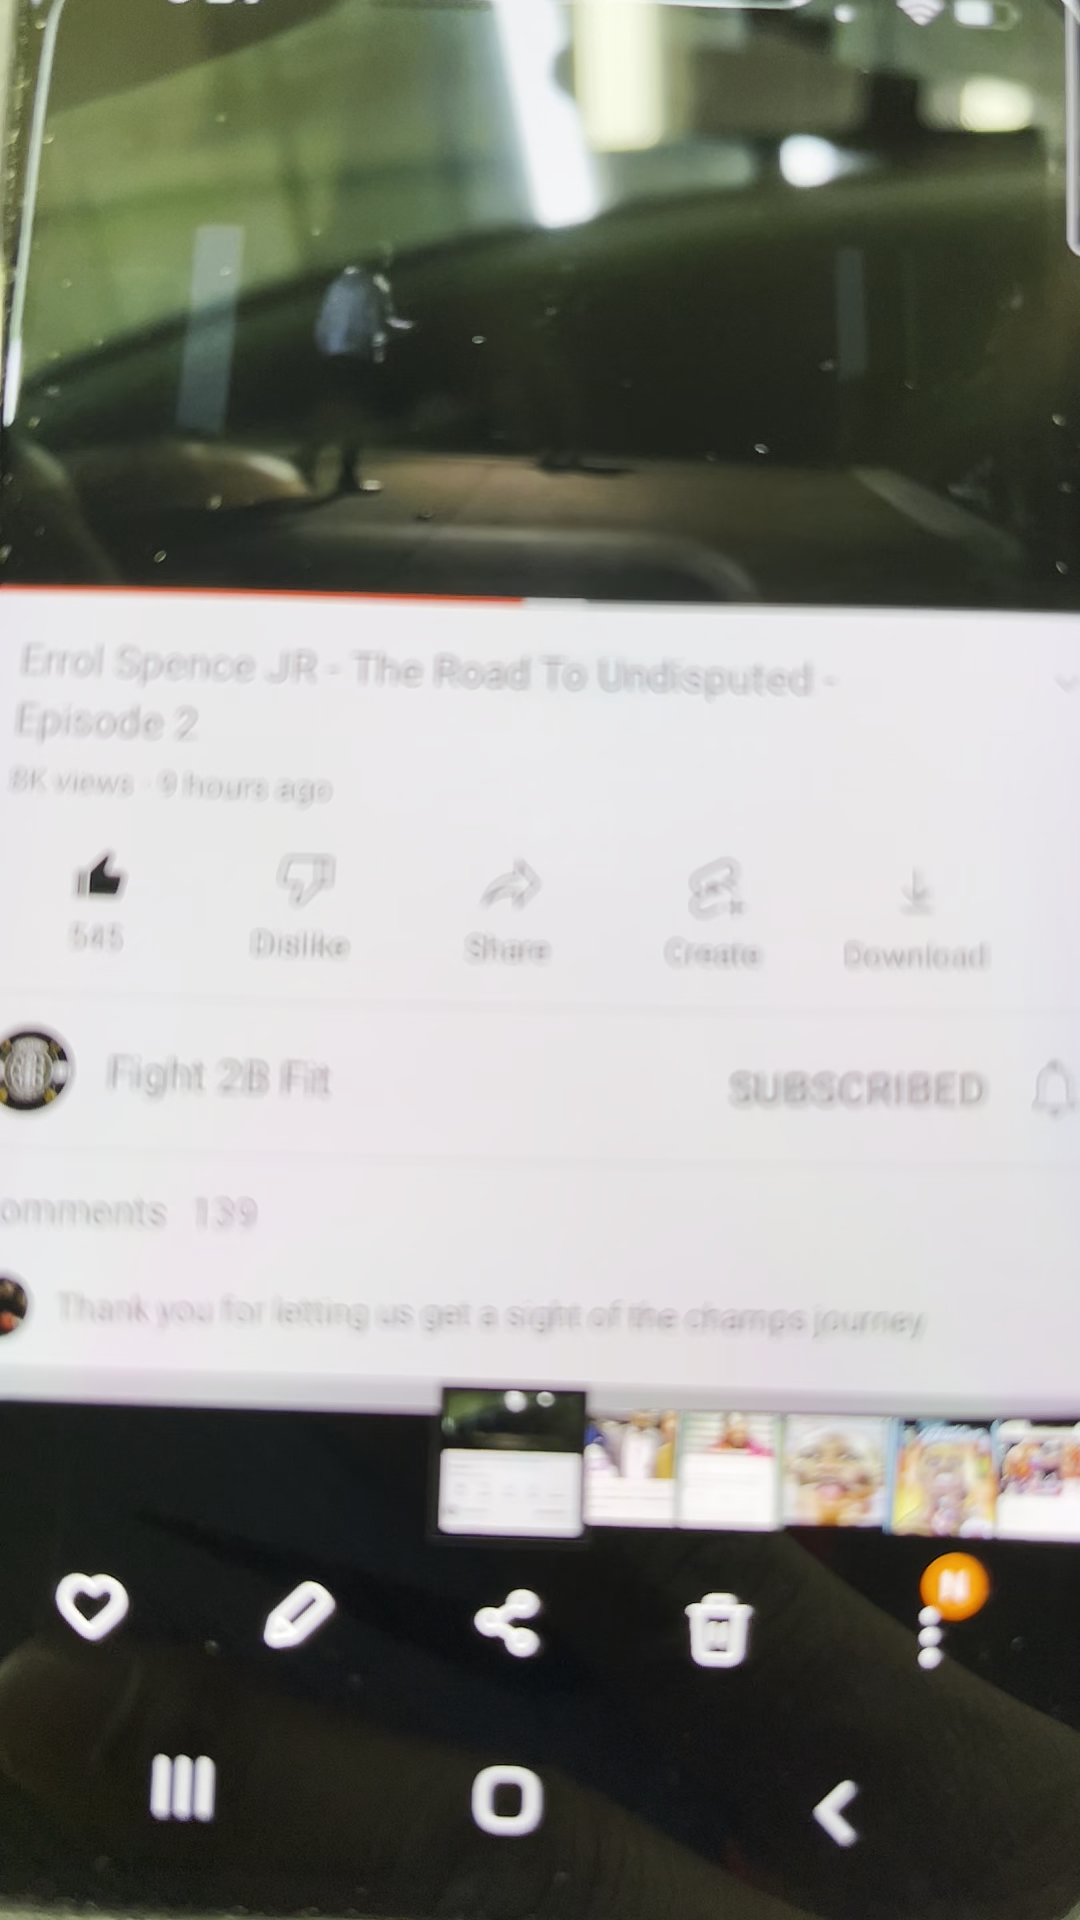 Errol Spence JR - The Road To Undisputed -
Episode 2
8K views · 9 hours ago
545
Dislike
Share
Create
Download
Fight 2B Fit
SUBSCRIBED
omments 139
Thank you for letting us get a sight of the champs journey
N